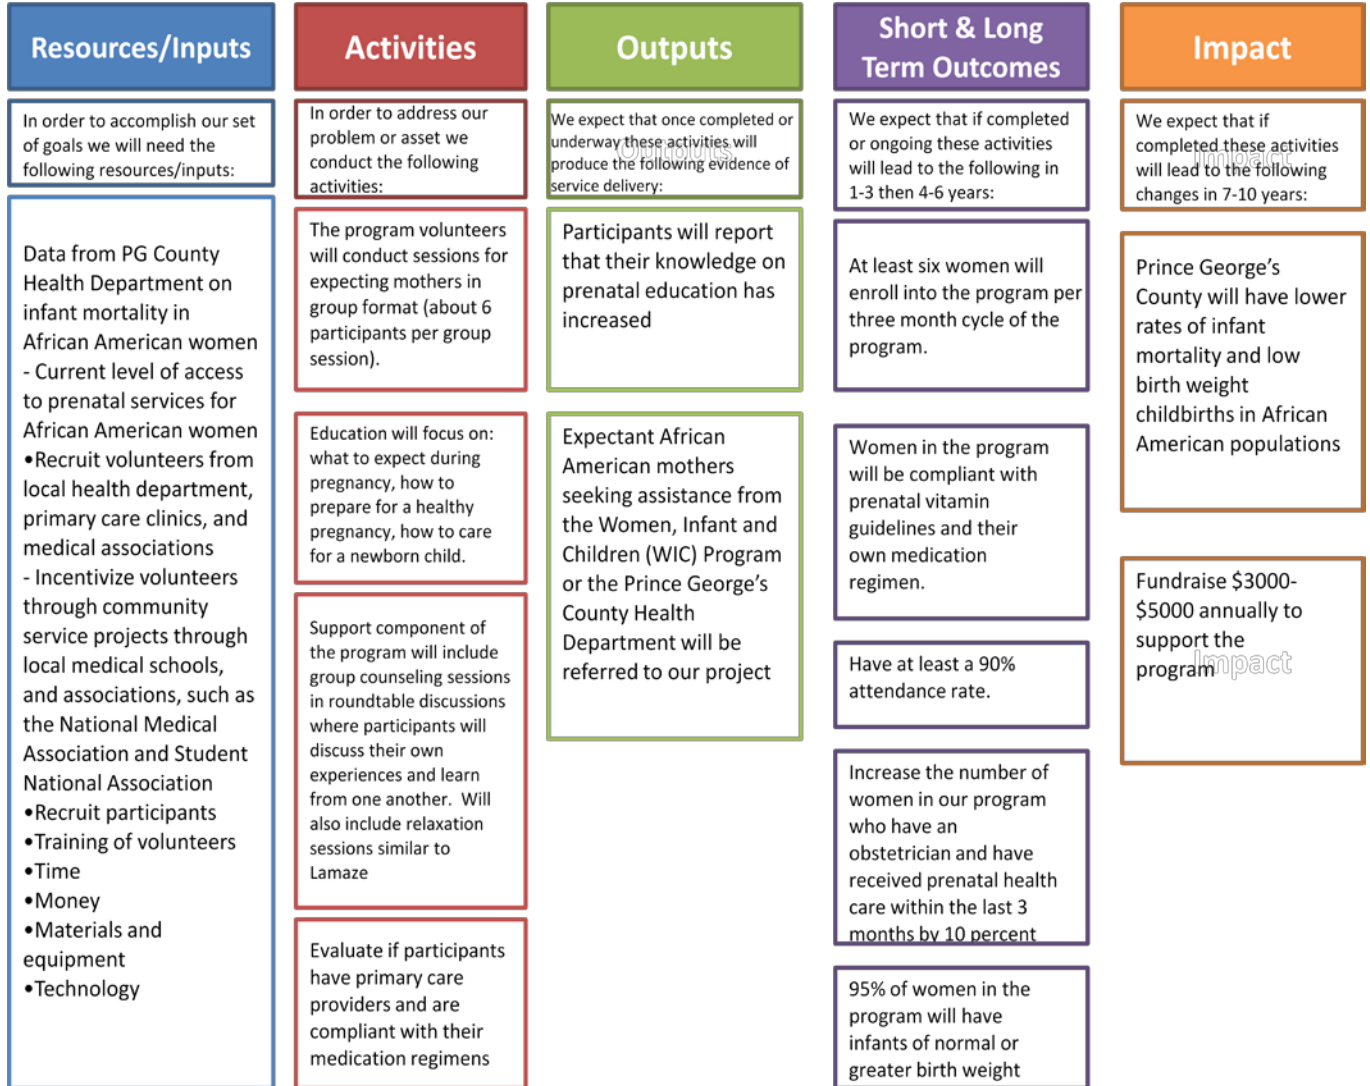 Resources/Inputs
In order to accomplish our set
of goals we will need the
following resources/inputs:
Data from PG County
Health Department on
infant mortality in
African American women
- Current level of access
to prenatal services for
African American women
•Recruit volunteers from
local health department,
primary care clinics, and
medical associations
- Incentivize volunteers
through community
service projects through
local medical schools,
and associations, such as
the National Medical
Association and Student
National Association
•Recruit participants
•Training of volunteers
•Time
•Money
•Materials and
equipment
•Technology
Activities
In order to address our
problem or asset we
conduct the following
activities:
The program volunteers
will conduct sessions for
expecting mothers in
group format (about 6
participants per group
session).
Education will focus on:
what to expect during
pregnancy, how to
prepare for a healthy
pregnancy, how to care
for a newborn child.
Support component of
the program will include
group counseling sessions
in roundtable discussions
where participants will
discuss their own
experiences and learn
from one another.  Will
also include relaxation
sessions similar to
Lamaze
Evaluate if participants
have primary care
providers and are
compliant with their
medication regimens
Outputs
We expect that once completed or
underway these activities will
produce the following evidence of
service delivery:
Outputs
Participants will report
that their knowledge on
prenatal education has
increased
Expectant African
American mothers
seeking assistance from
the Women, Infant and
Children (WIC) Program
or the Prince George's
County Health
Department will be
referred to our project
Short & Long
Term Outcomes
We expect that if completed
or ongoing these activities
will lead to the following in
1-3 then 4-6 years:
At least six women will
enroll into the program per
three month cycle of the
program.
Women in the program
will be compliant with
prenatal vitamin
guidelines and their
own medication
regimen.
Have at least a 90%
attendance rate.
Increase the number of
women in our program
who have an
obstetrician and have
received prenatal health
care within the last 3
months by 10 percent
95% of women in the
program will have
infants of normal or
greater birth weight
Impact
We expect that if
completed these activities
will lead to the following
changes in 7-10 years:
Impact
Prince George's
County will have lower
rates of infant
mortality and low
birth weight
childbirths in African
American populations
Fundraise $3000-
$5000 annually to
support the
program
Impact